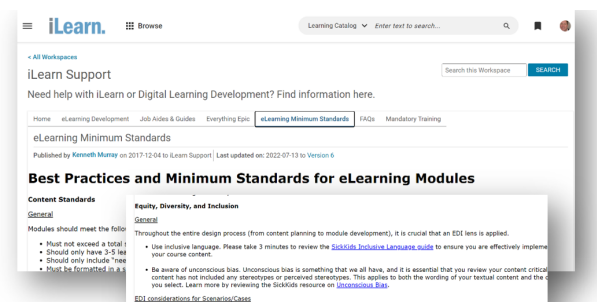 iLearn.
Browse
Learning Catalog
Enter text to search...
< All Workspaces
iLearn Support
Search this Workspace
SEARCH
Need help with iLearn or Digital Learning Development? Find information here.
Home eLearning Development Job Aides & Guides Everything Epic eLearning Minimum Standards FAQs Mandatory Training
eLearning Minimum Standards
Published by Kenneth Murray on 2017-12-04 to iLearn Support Last updated on: 2022-07-13 to Version 6
Best Practices and Minimum Standards for eLearning Modules
Content Standards
General
Modules should meet the follo
• Must not exceed a total
• Should only have 3-5 lea
• Should only include "nee
• Must be formatted in a s
Equity, Diversity, and Inclusion
General
Throughout the entire design process (from content planning to module development), it is crucial that an EDI lens is applied.
• Use inclusive language. Please take 3 minutes to review the SickKids Inclusive Language guide to ensure you are effectively impleme
your course content.
• Be aware of unconscious bias. Unconscious bias is something that we all have, and it is essential that you review your content critical
content has not included any stereotypes or perceived stereotypes. This applies to both the wording of your textual content and the
you select. Learn more by reviewing the SickKids resource on Unconscious Bias.
EDI considerations for Scenarios/Cases